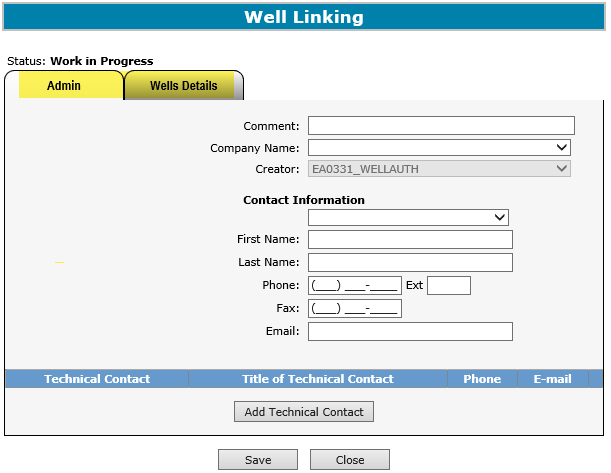 Well Linking
Status: Work in Progress
Admin Wells Details
Comment:
Company Name:
Creator: EA0331_WELLAUTH
Contact Information
First Name:
Last Name:
Phone: (___) ___-____ Ext
Fax: (___) ___-____
Email:
Technical Contact Title of Technical Contact Phone E-mail
Add Technical Contact
Save Close